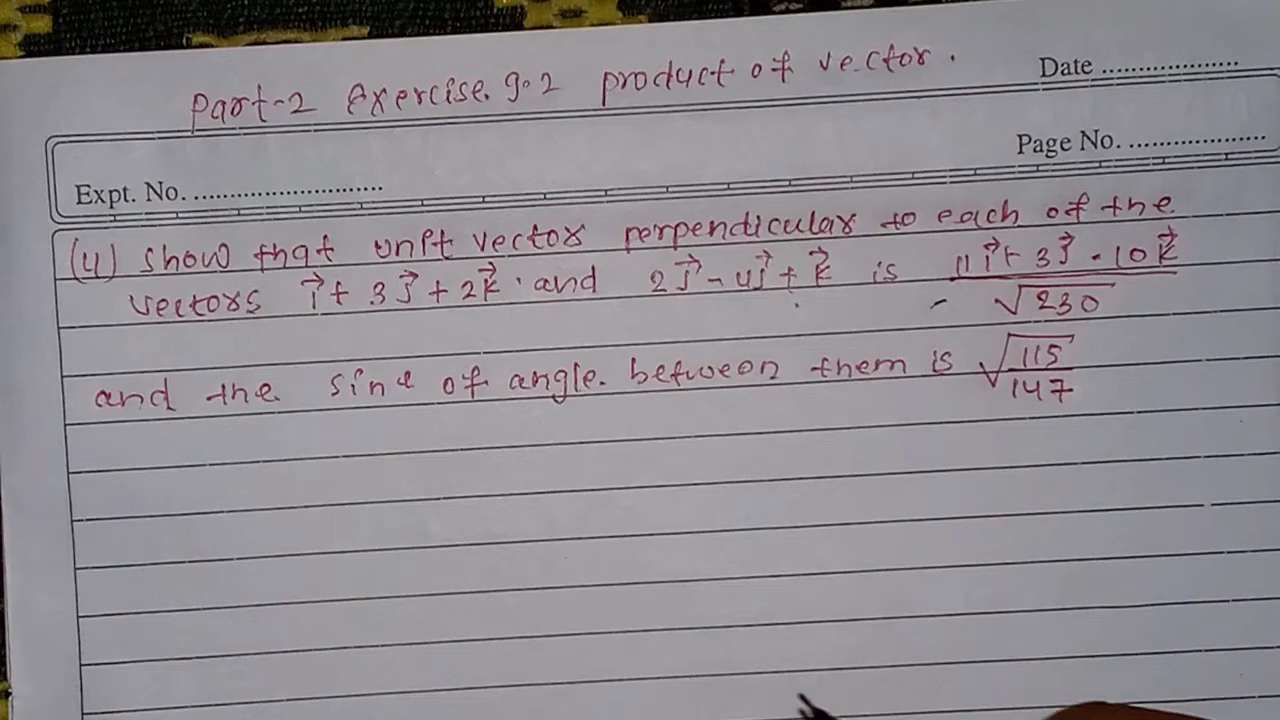 Part-2 Exercise 9.2 product of vector.
Date ..................
Page No. ...................
Expt. No. ..........................
(4) show that unit vector perpendicular to each of the
vectors i⃗ + 3j⃗ + 2k⃗ and 2j⃗ - 4j⃗ + k⃗ is (11i⃗ + 3j⃗ - 10k⃗)/√230
and the sine of angle between them is √(115/147)